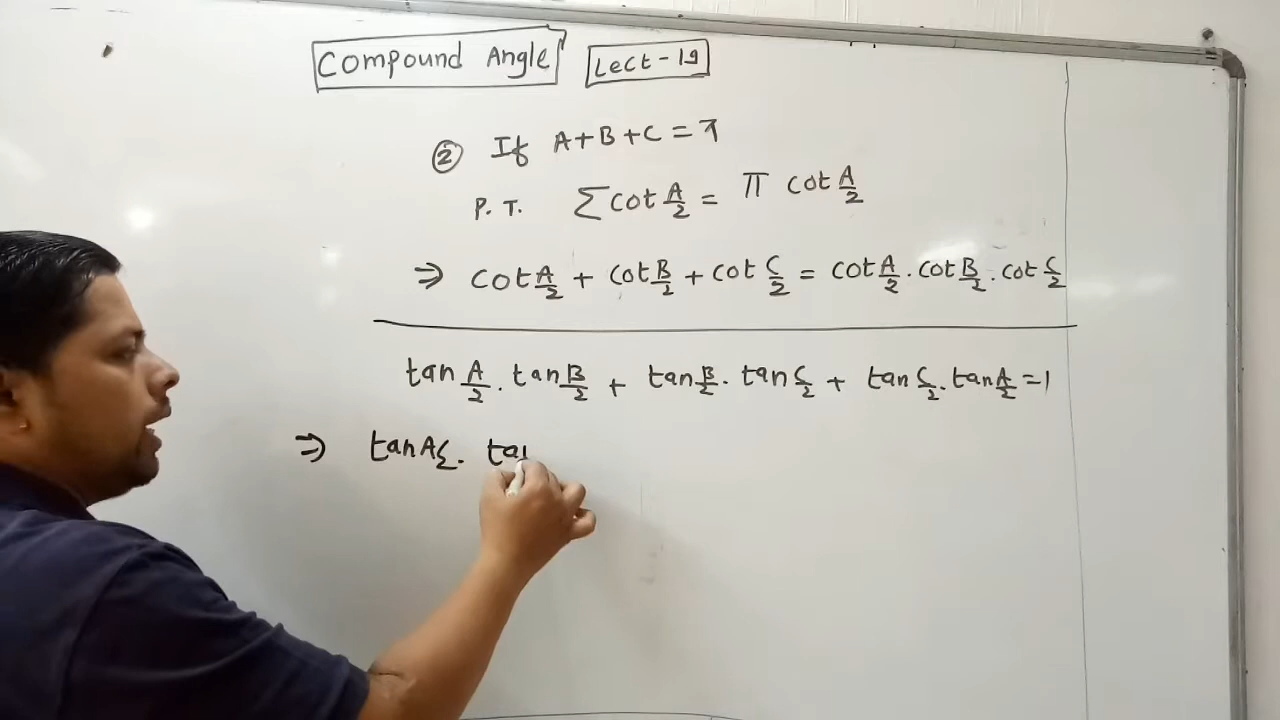 Compound Angle Lect-19
② If A+B+C = π
P. T. ∑ cot A/2 = π cot A/2
⇒ cot A/2 + cot B/2 + cot C/2 = cot A/2 . cot B/2 . cot C/2
tan A/2 . tan B/2 + tan B/2 . tan C/2 + tan C/2 . tan A/2 = 1
⇒ tan A/2 . ta